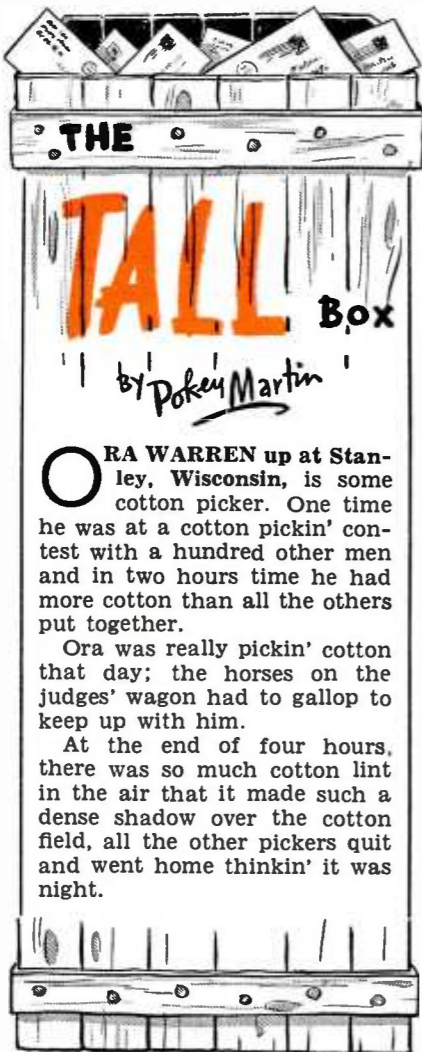 THE
TALL
Box
BY Pokey Martin
ORA WARREN up at Stan-
ley, Wisconsin, is some
cotton picker. One time
he was at a cotton pickin' con-
test with a hundred other men
and in two hours time he had
more cotton than all the others
put together.
Ora was really pickin' cotton
that day; the horses on the
judges' wagon had to gallop to
keep up with him.
At the end of four hours,
there was so much cotton lint
in the air that it made such a
dense shadow over the cotton
field, all the other pickers quit
and went home thinkin' it was
night.